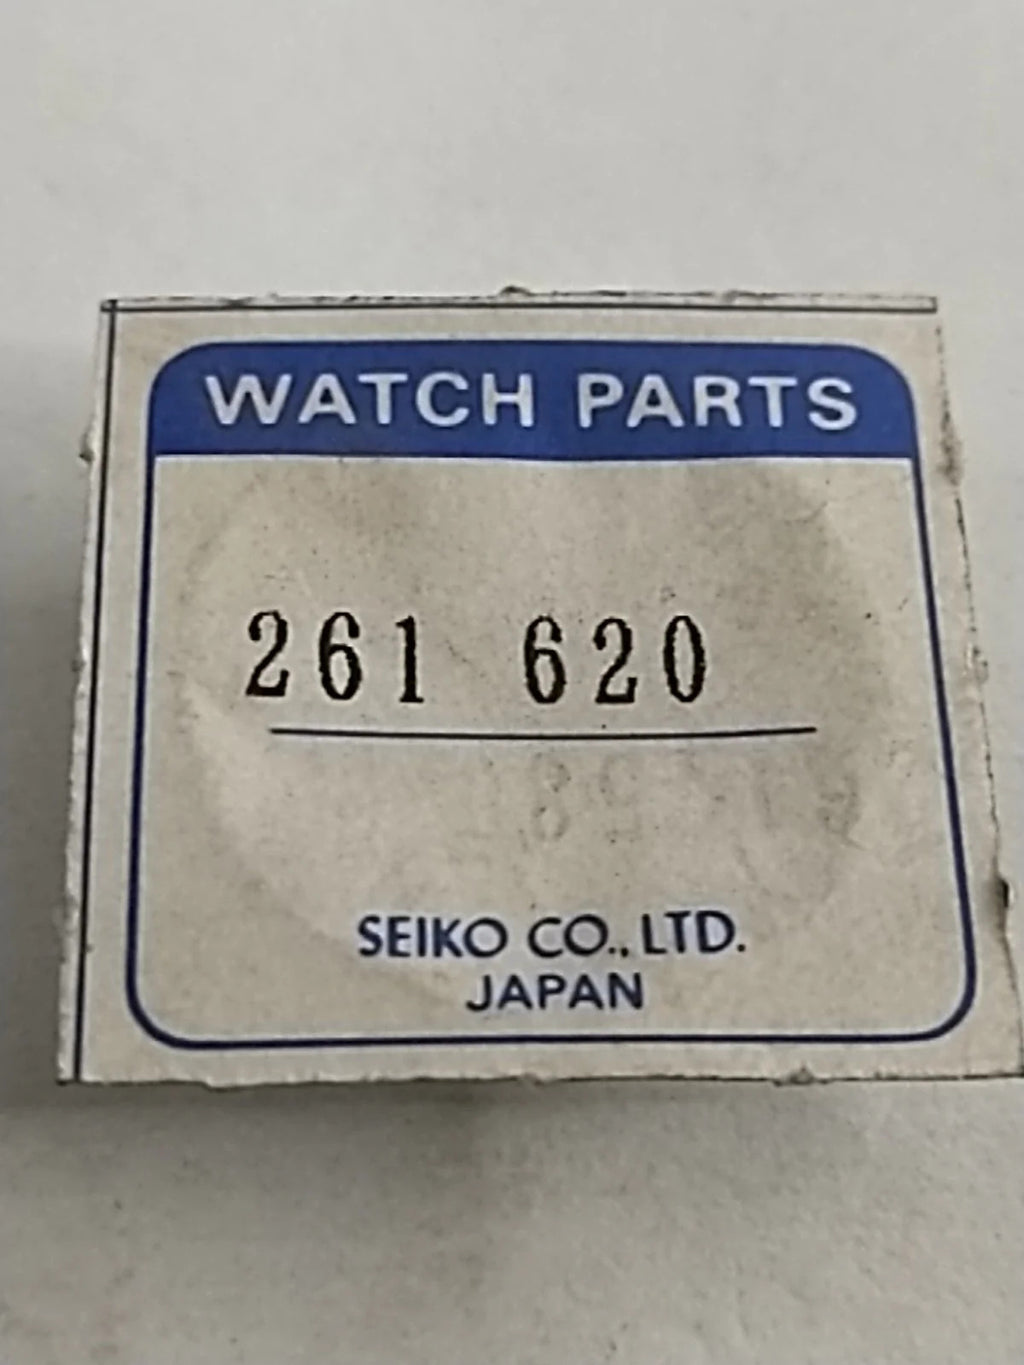 WATCH PARTS
261 620
SEIKO CO., LTD.
JAPAN